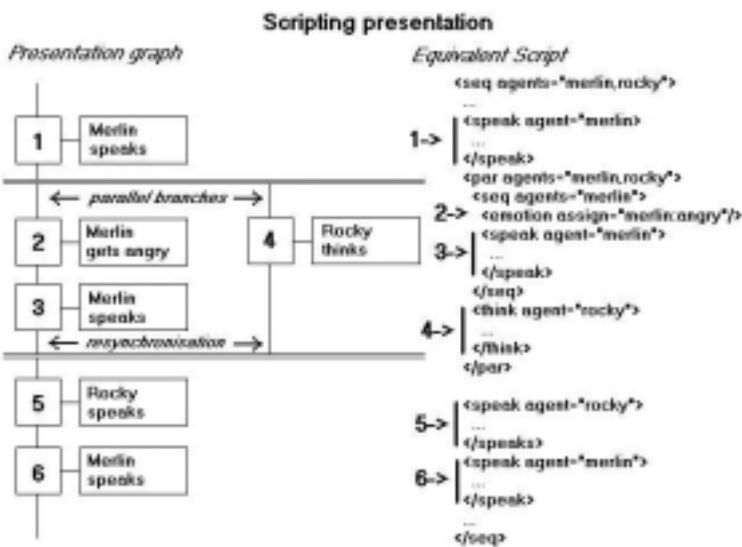 Scripting presentation
Presentation graph
Equivalent Script
1
Merlin
speaks
parallel branches
2
Merlin
gets angry
4
Rocky
thinks
3
Merlin
speaks
resynchronisation
5
Rocky
speaks
6
Merlin
speaks
<seq agents="merlin,rocky">
...
1->
<speak agent="merlin>
...
</speak>
<par agents="merlin,rocky">
<seq agents="merlin">
2->
<emotion assign="merlin:angry"/>
3->
<speak agent="merlin">
...
</speak>
</seq>
4->
<think agent="rocky">
...
</think>
</par>
5->
<speak agent="rocky">
...
</speaks>
6->
<speak agent="merlin">
...
</speak>
...
</seq>